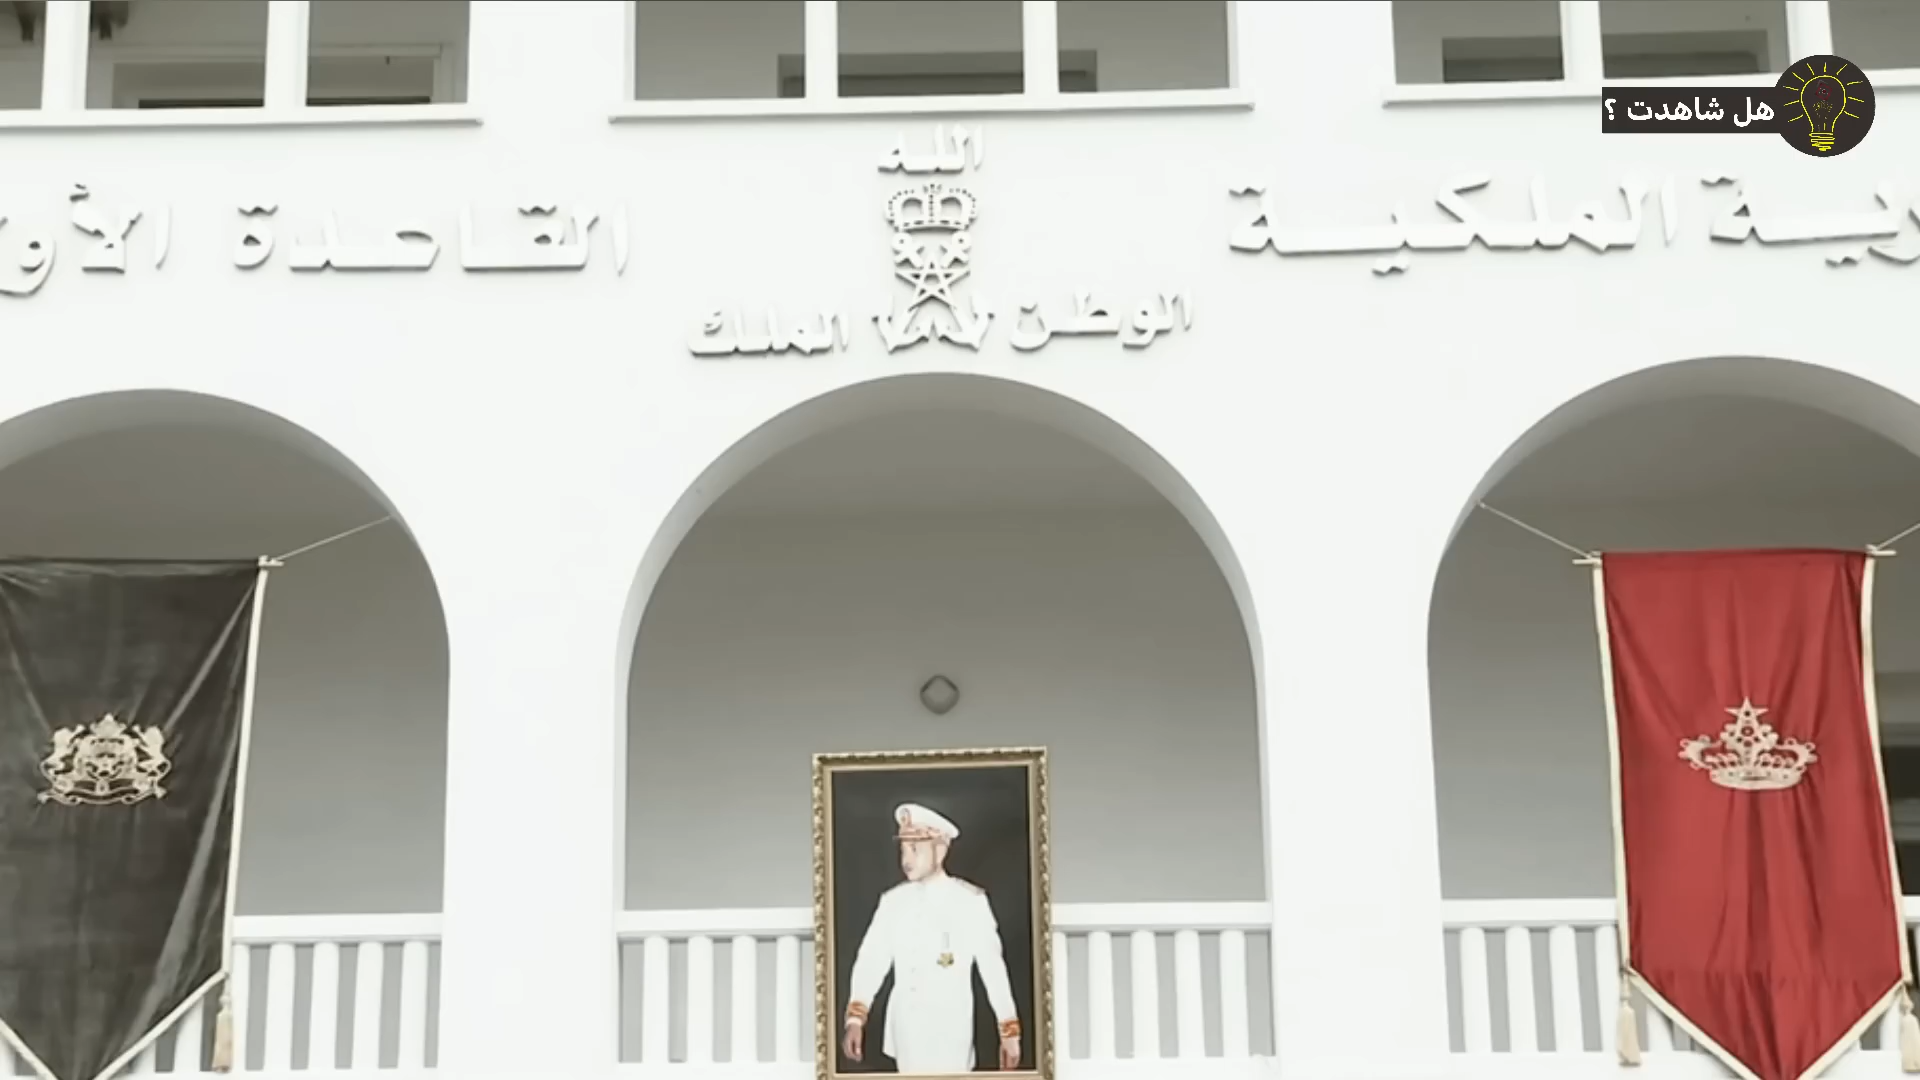 هل شاهدت ؟
الله
الملكية
القاعدة
الوطن الملك